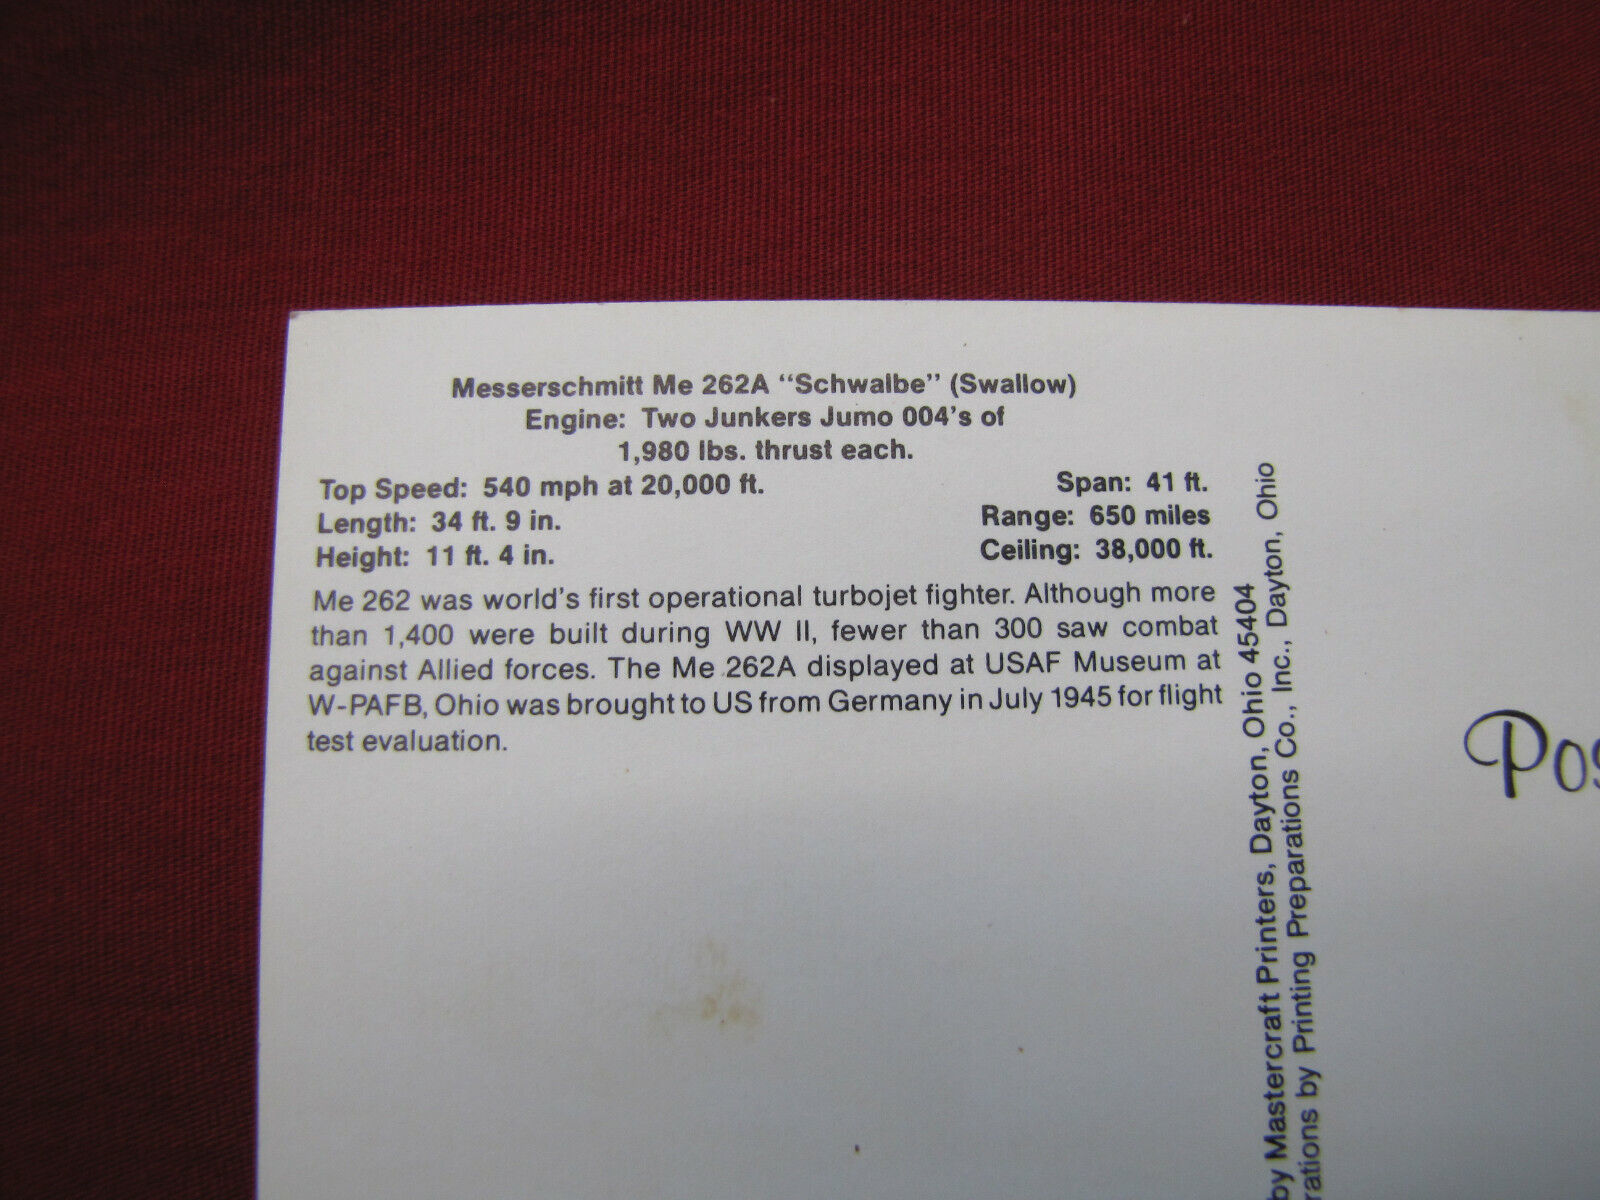 Messerschmitt Me 262A “Schwalbe” (Swallow)
Engine: Two Junkers Jumo 004's of
1,980 lbs. thrust each.
Top Speed: 540 mph at 20,000 ft.
Length: 34 ft. 9 in.
Height: 11 ft. 4 in.
Span: 41 ft.
Range: 650 miles
Ceiling: 38,000 ft.
Me 262 was world's first operational turbojet fighter. Although more
than 1,400 were built during WW II, fewer than 300 saw combat
against Allied forces. The Me 262A displayed at USAF Museum at
W-PAFB, Ohio was brought to US from Germany in July 1945 for flight
test evaluation.
by Mastercraft Printers, Dayton, Ohio 45404
by Printing Preparations Co., Inc., Dayton, Ohio